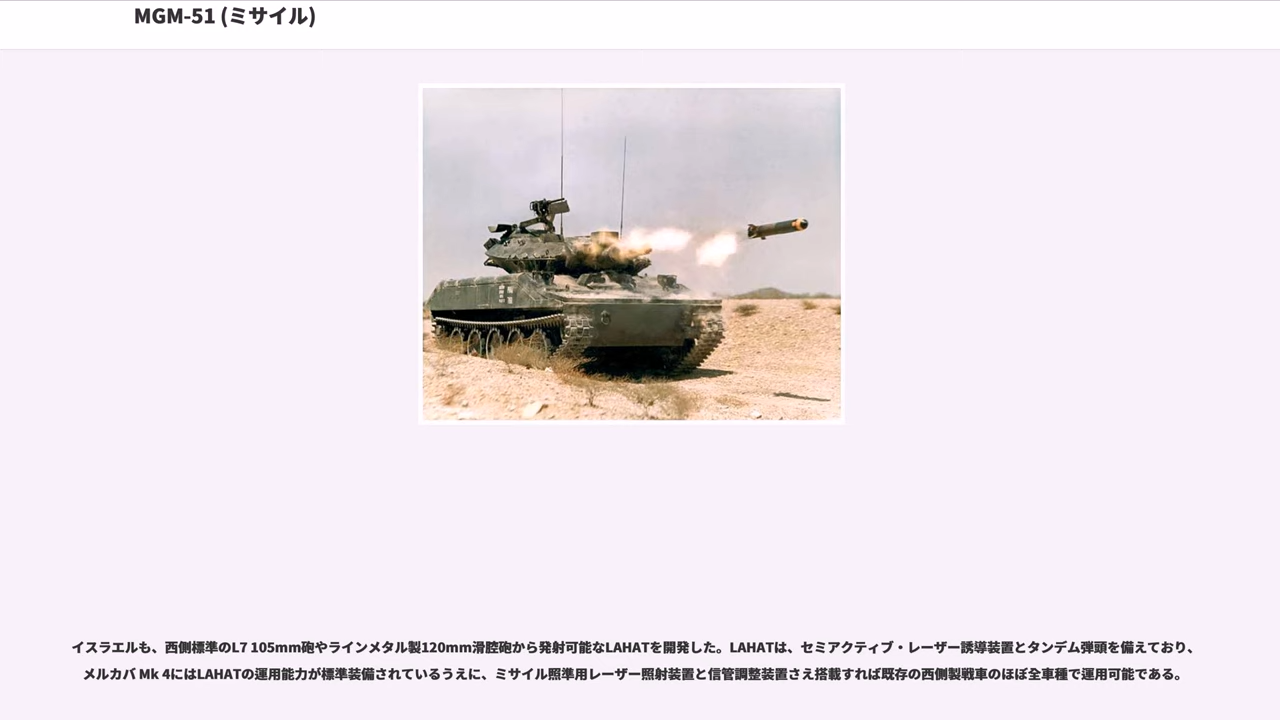 MGM-51 (ミサイル)
イスラエルも、西側標準のL7 105mm砲やラインメタル製120mm滑腔砲から発射可能なLAHATを開発した。LAHATは、セミアクティブ・レーザー誘導装置とタンデム弾頭を備えており、
メルカバ Mk 4にはLAHATの運用能力が標準装備されているうえに、ミサイル照準用レーザー照射装置と信管調整装置さえ搭載すれば既存の西側製戦車のほぼ全車種で運用可能である。